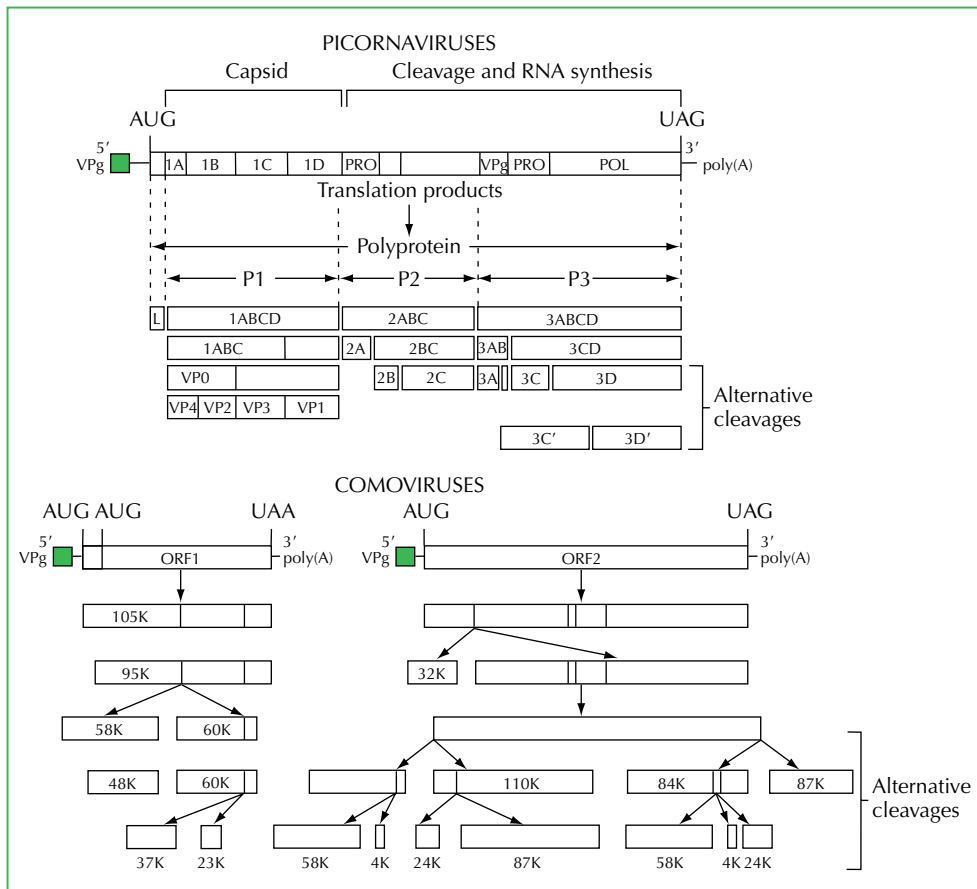 PICORNAVIRUSES
Capsid Cleavage and RNA synthesis
AUG UAG
5′ 3′
VPg 1A 1B 1C 1D PRO VPg PRO POL poly(A)
Translation products
Polyprotein
P1 P2 P3
L 1ABCD 2ABC 3ABCD
1ABC 2A 2BC 3AB 3CD
VP0 2B 2C 3A 3C 3D
VP4 VP2 VP3 VP1
3C′ 3D′
Alternative
cleavages
COMOVIRUSES
AUG AUG UAA AUG UAG
5′ 3′ 5′ 3′
VPg ORF1 poly(A) VPg ORF2 poly(A)
105K
95K 32K
58K 60K
48K 60K 110K 84K 87K
37K 23K 58K 4K 24K 87K 58K 4K 24K
Alternative
cleavages